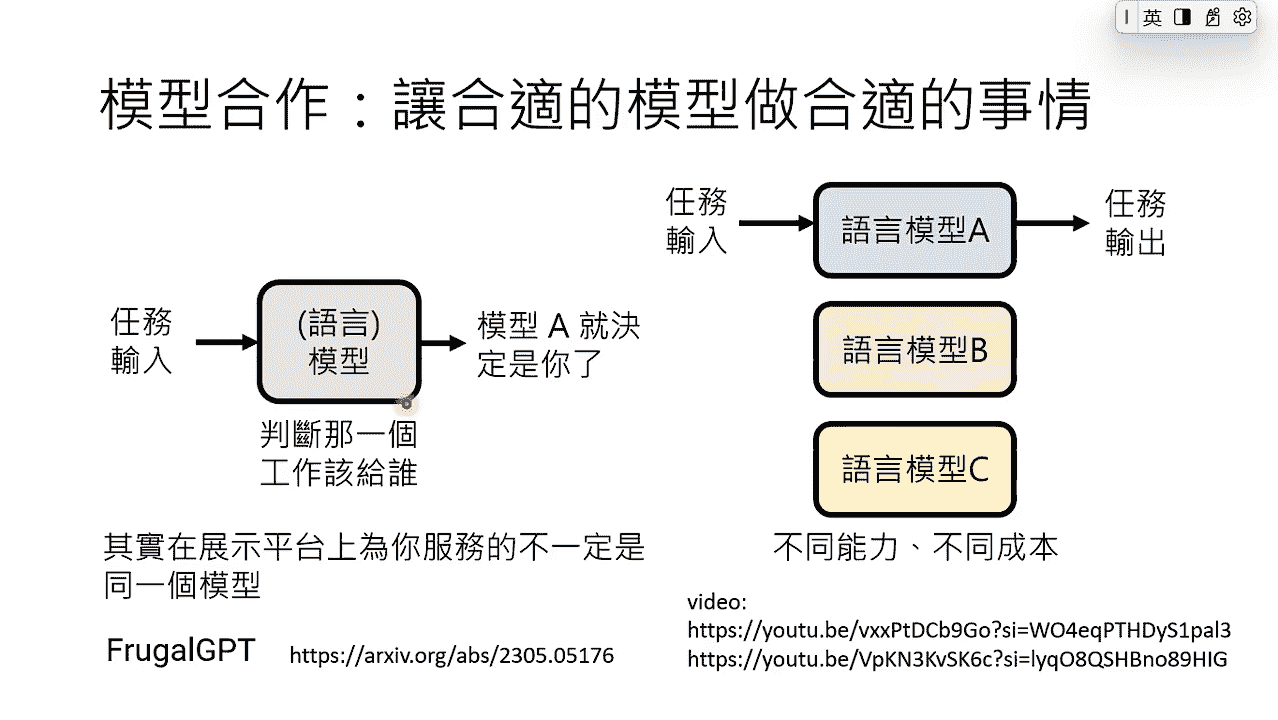 英
模型合作：讓合適的模型做合適的事情
任務
輸入
(語言)
模型
模型 A 就決
定是你了
判斷那一個
工作該給誰
任務
輸入
語言模型A
任務
輸出
語言模型B
語言模型C
不同能力、不同成本
其實在展示平台上為你服務的不一定是
同一個模型
FrugalGPT https://arxiv.org/abs/2305.05176
video:
https://youtu.be/vxxPtDCb9Go?si=WO4eqPTHDyS1pal3
https://youtu.be/VpKN3KvSK6c?si=lyqO8QSHBno89HIG